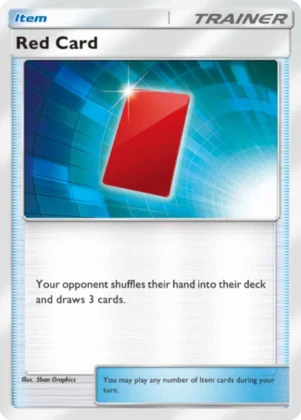 Item
TRAINER
Red Card
Your opponent shuffles their hand into their deck
and draws 3 cards.
Illus. 5ban Graphics
You may play any number of Item cards during your
turn.